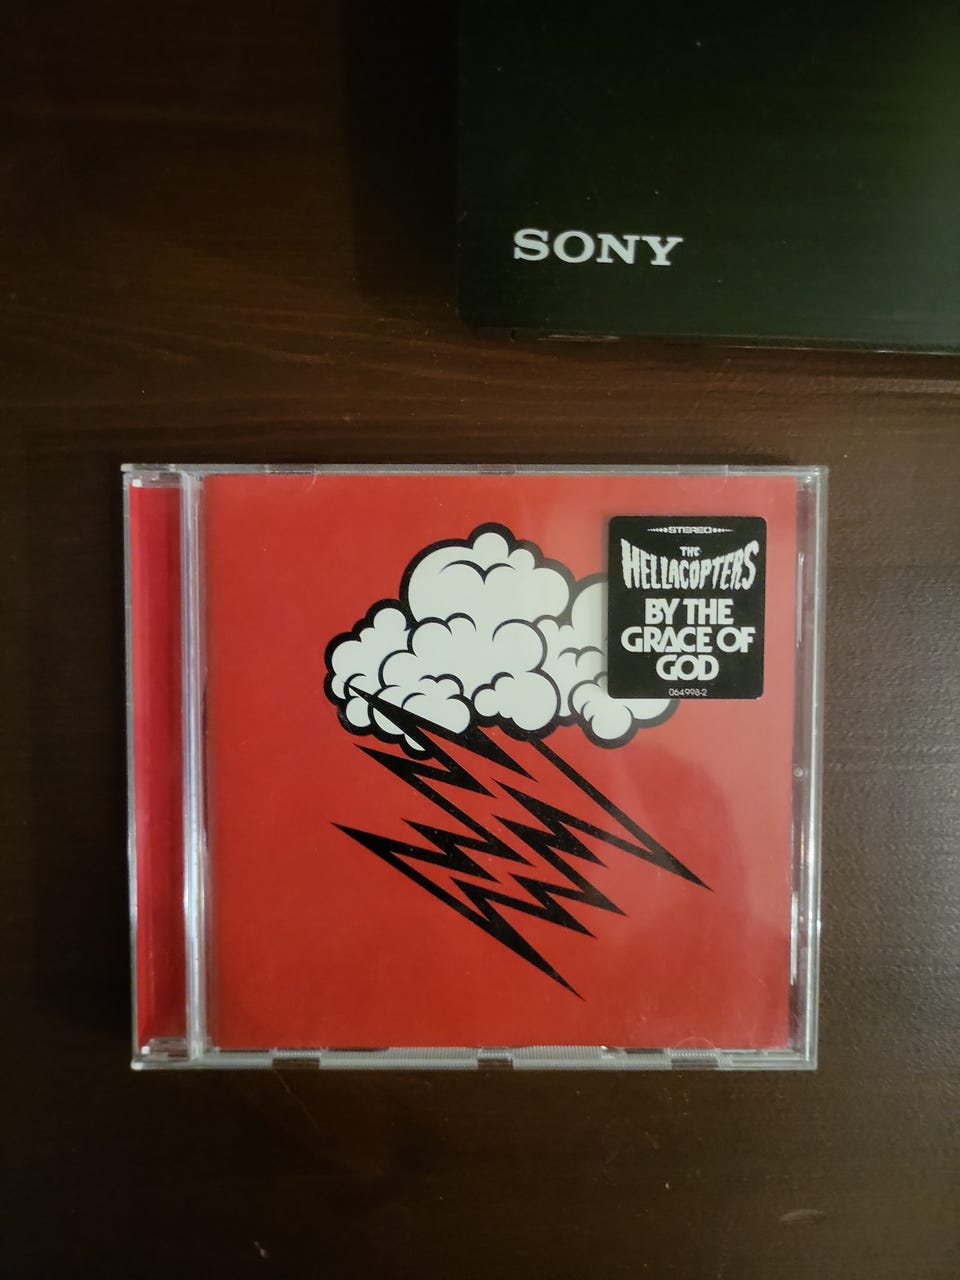 SONY
STEREO
THE
HELLACOPTERS
BY THE
GRACE OF
GOD
064998-2